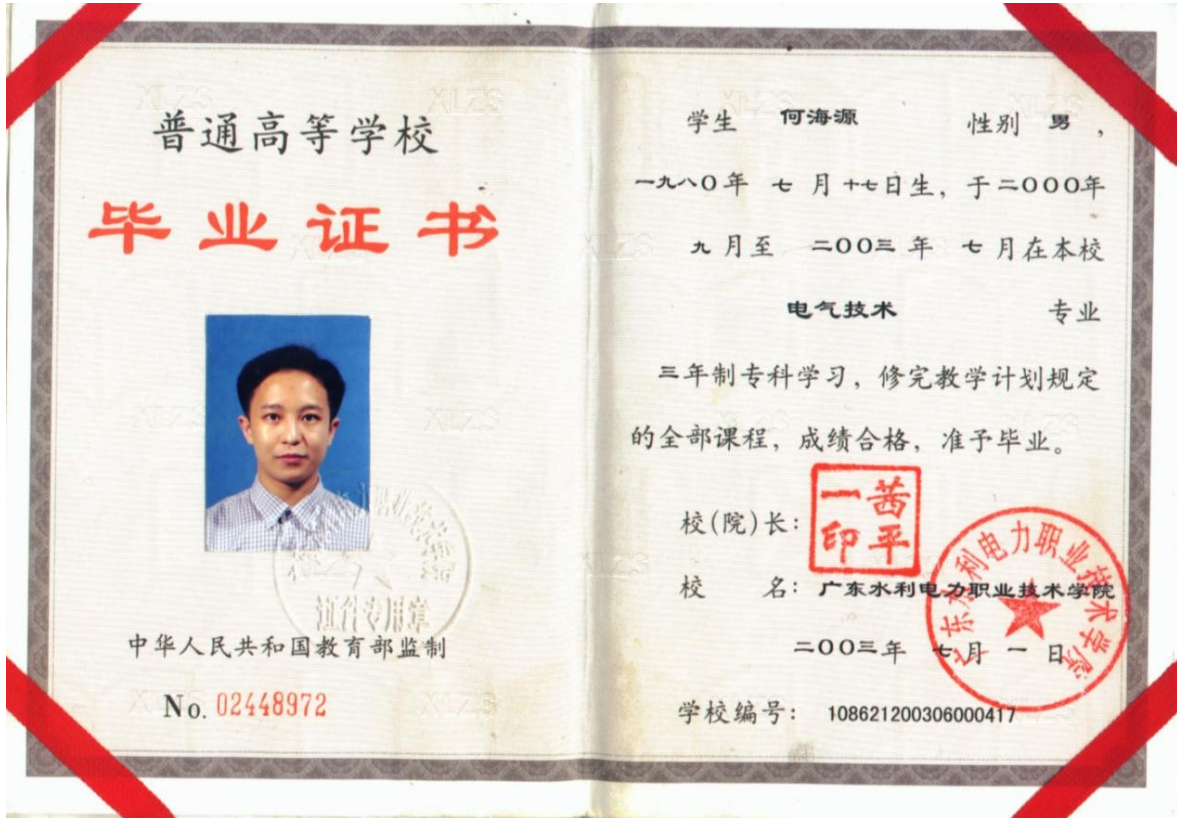 普通高等学校
毕业证书
证件专用章
中华人民共和国教育部监制
No. 02448972
学生 何海源 性别 男,
一九八〇年 七 月 十七日生,于二〇〇〇年
九 月至 二〇〇三 年 七 月在本校
电气技术 专业
三年制专科学习,修完教学计划规定
的全部课程,成绩合格,准予毕业。
校(院)长:
茜平一印
校 名:广东水利电力职业技术学院
广东水利电力职业技术学院
二〇〇三年 七月 一 日
学校编号: 108621200306000417
XLZS